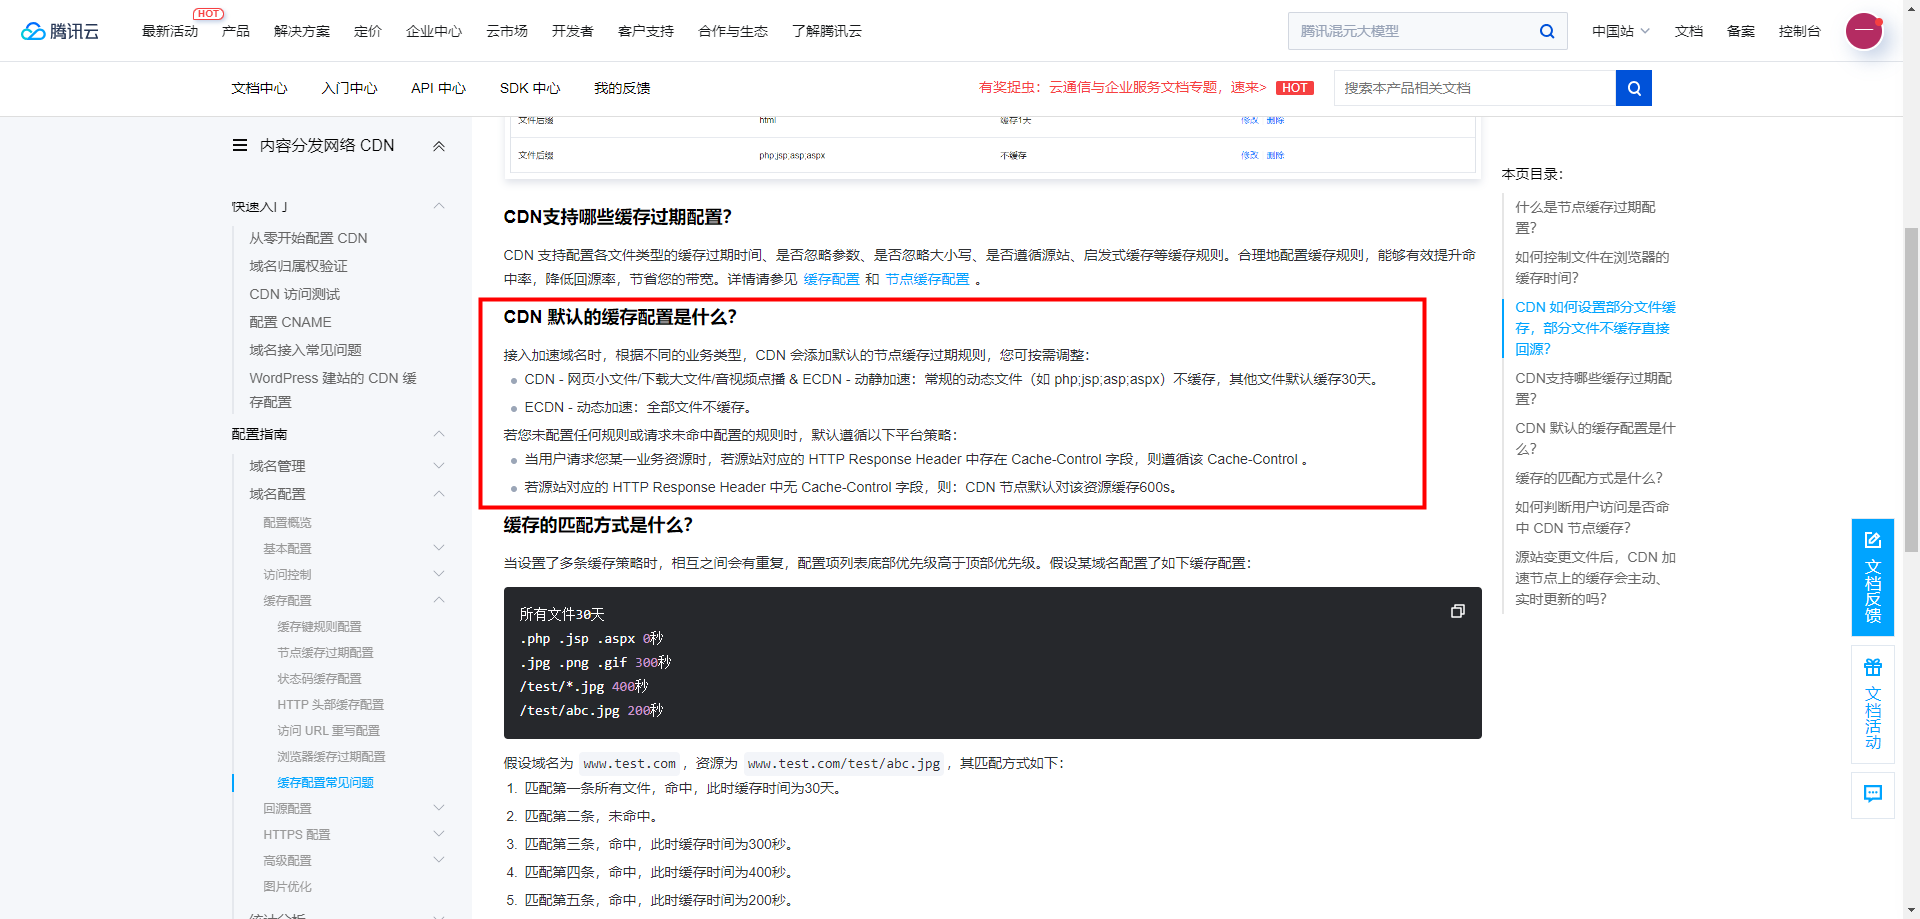 腾讯云
最新活动
HOT
产品
解决方案
定价
企业中心
云市场
开发者
客户支持
合作与生态
了解腾讯云
腾讯混元大模型
中国站
文档
备案
控制台
文档中心
入门中心
API 中心
SDK 中心
我的反馈
有奖捉虫：云通信与企业服务文档专题，速来>
HOT
搜索本产品相关文档
内容分发网络 CDN
快速入门
从零开始配置 CDN
域名归属权验证
CDN 访问测试
配置 CNAME
域名接入常见问题
WordPress 建站的 CDN 缓
存配置
配置指南
域名管理
域名配置
配置概览
基本配置
访问控制
缓存配置
缓存键规则配置
节点缓存过期配置
状态码缓存配置
HTTP 头部缓存配置
访问 URL 重写配置
浏览器缓存过期配置
缓存配置常见问题
回源配置
HTTPS 配置
高级配置
图片优化
统计分析
文件后缀 html 缓存1天 修改 删除
文件后缀 php;jsp;asp;aspx 不缓存 修改 删除
CDN支持哪些缓存过期配置？
CDN 支持配置各文件类型的缓存过期时间、是否忽略参数、是否忽略大小写、是否遵循源站、启发式缓存等缓存规则。合理地配置缓存规则，能够有效提升命
中率，降低回源率，节省您的带宽。详情请参见 缓存配置 和 节点缓存配置 。
CDN 默认的缓存配置是什么？
接入加速域名时，根据不同的业务类型，CDN 会添加默认的节点缓存过期规则，您可按需调整：
CDN - 网页小文件/下载大文件/音视频点播 & ECDN - 动静加速：常规的动态文件（如 php;jsp;asp;aspx）不缓存，其他文件默认缓存30天。
ECDN - 动态加速：全部文件不缓存。
若您未配置任何规则或请求未命中配置的规则时，默认遵循以下平台策略：
当用户请求您某一业务资源时，若源站对应的 HTTP Response Header 中存在 Cache-Control 字段，则遵循该 Cache-Control 。
若源站对应的 HTTP Response Header 中无 Cache-Control 字段，则：CDN 节点默认对该资源缓存600s。
缓存的匹配方式是什么？
当设置了多条缓存策略时，相互之间会有重复，配置项列表底部优先级高于顶部优先级。假设某域名配置了如下缓存配置：
所有文件30天
.php .jsp .aspx 0秒
.jpg .png .gif 300秒
/test/*.jpg 400秒
/test/abc.jpg 200秒
假设域名为 www.test.com ，资源为 www.test.com/test/abc.jpg ，其匹配方式如下：
1. 匹配第一条所有文件，命中，此时缓存时间为30天。
2. 匹配第二条，未命中。
3. 匹配第三条，命中，此时缓存时间为300秒。
4. 匹配第四条，命中，此时缓存时间为400秒。
5. 匹配第五条，命中，此时缓存时间为200秒。
本页目录：
什么是节点缓存过期配
置？
如何控制文件在浏览器的
缓存时间？
CDN 如何设置部分文件缓
存，部分文件不缓存直接
回源？
CDN支持哪些缓存过期配
置？
CDN 默认的缓存配置是什
么？
缓存的匹配方式是什么？
如何判断用户访问是否命
中 CDN 节点缓存？
源站变更文件后，CDN 加
速节点上的缓存会主动、
实时更新的吗？
文档反馈
文档活动